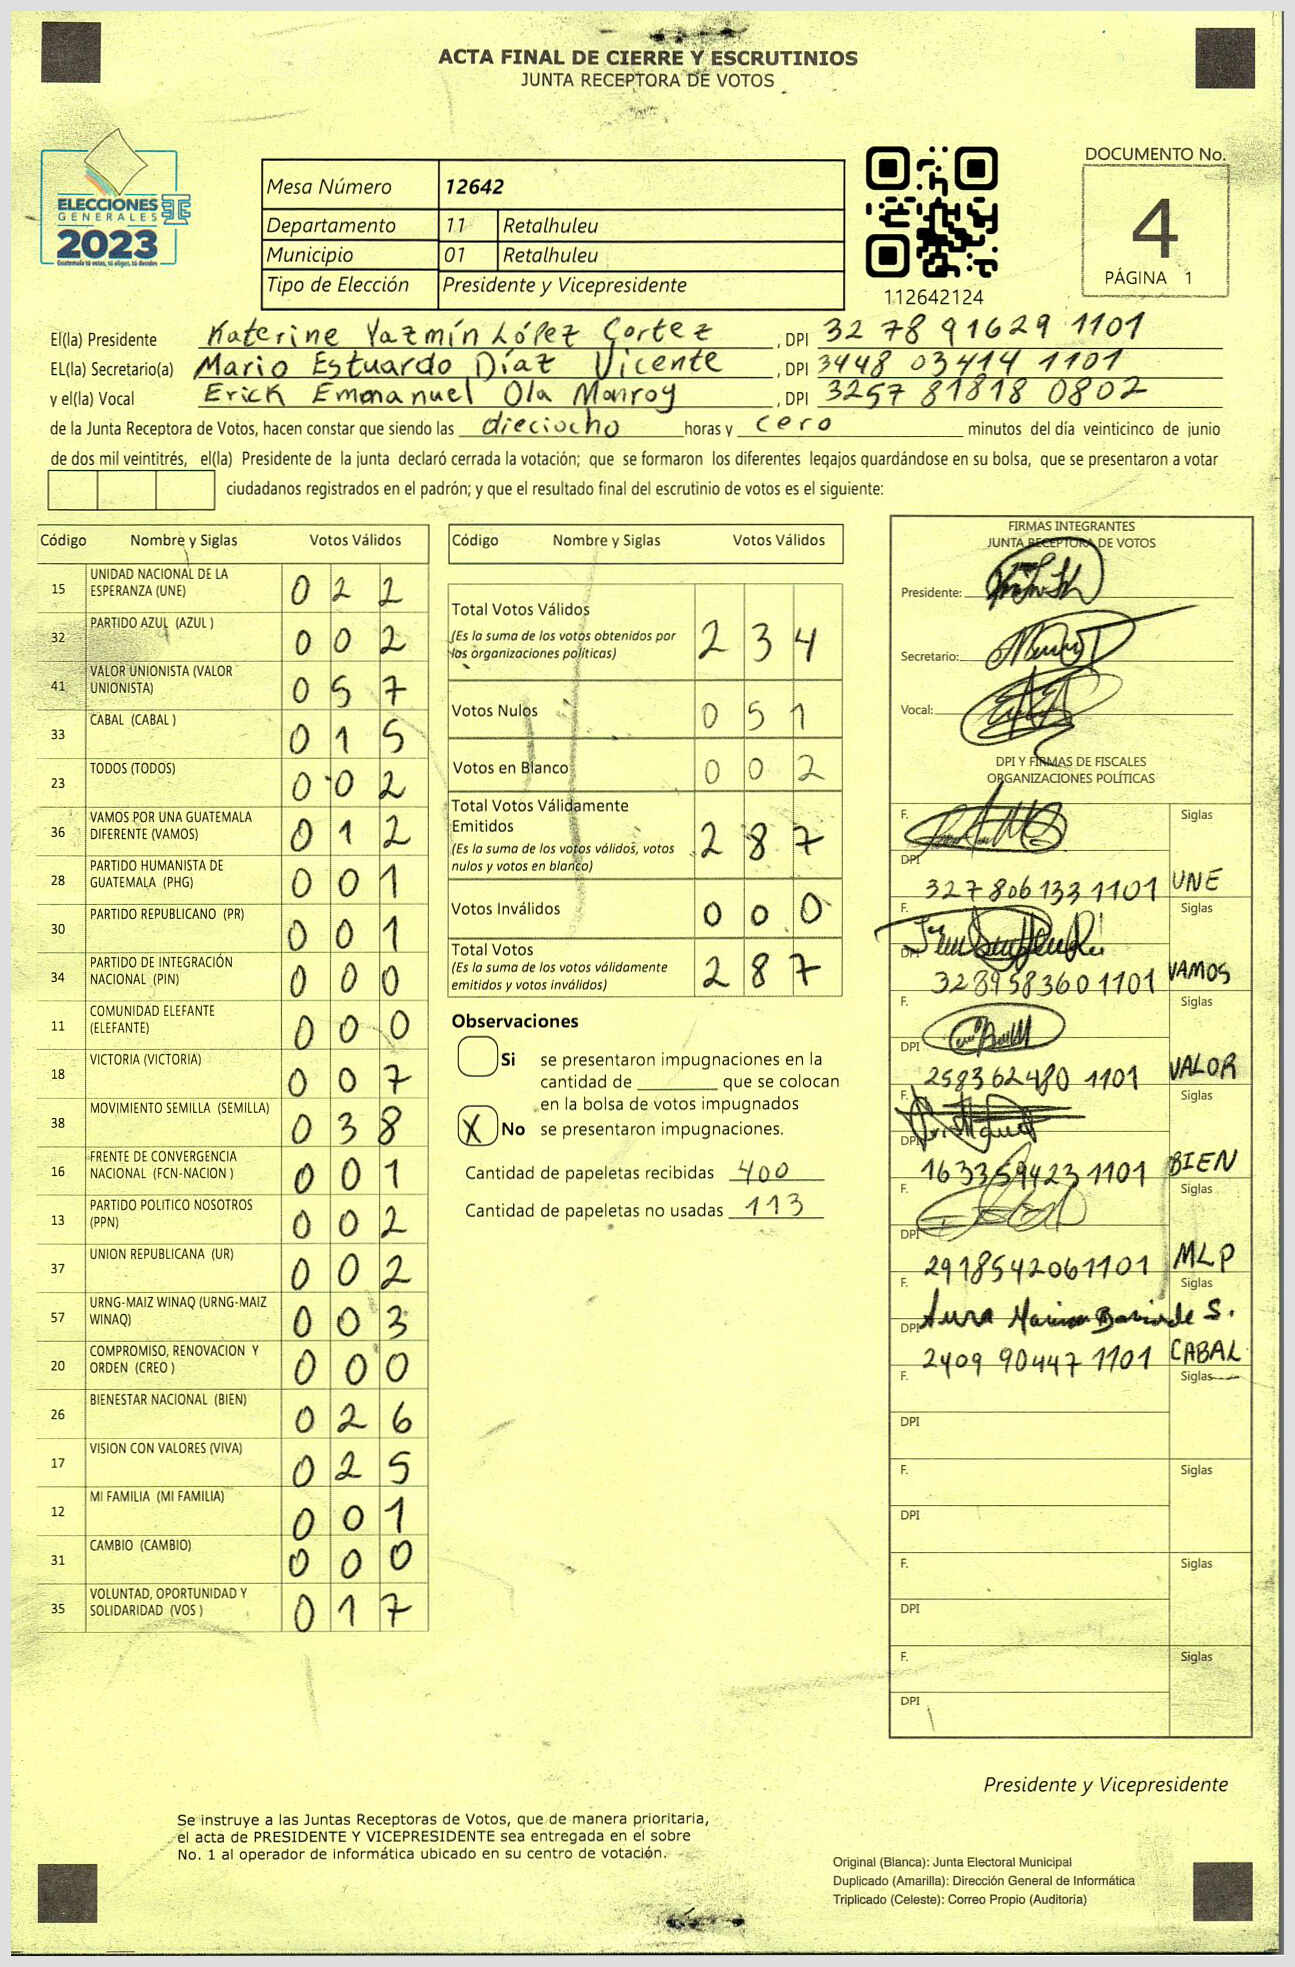 ACTA FINAL DE CIERRE Y ESCRUTINIOS
JUNTA RECEPTORA DE VOTOS
ELECCIONES
GENERALES
2023
Guatemala tú votas, tú eliges, tú decides
Mesa Número 12642
Departamento 11 Retalhuleu
Municipio 01 Retalhuleu
Tipo de Elección Presidente y Vicepresidente
112642124
DOCUMENTO No.
4
PÁGINA 1
El(la) Presidente Katerine Yazmín López Cortez, DPI 32 78 91629 1101
EL(la) Secretario(a) Mario Estuardo Díaz Vicente, DPI 3448 03414 1101
y el(la) Vocal Erick Emmanuel Ola Monroy, DPI 3257 81818 0802
de la Junta Receptora de Votos, hacen constar que siendo las dieciocho horas y cero minutos del día veinticinco de junio
de dos mil veintitrés, el(la) Presidente de la junta declaró cerrada la votación; que se formaron los diferentes legajos guardándose en su bolsa, que se presentaron a votar
ciudadanos registrados en el padrón; y que el resultado final del escrutinio de votos es el siguiente:
Código Nombre y Siglas Votos Válidos
15 UNIDAD NACIONAL DE LA ESPERANZA (UNE) 0 2 2
32 PARTIDO AZUL (AZUL ) 0 0 2
41 VALOR UNIONISTA (VALOR UNIONISTA) 0 5 7
33 CABAL (CABAL ) 0 1 5
23 TODOS (TODOS) 0 0 2
36 VAMOS POR UNA GUATEMALA DIFERENTE (VAMOS) 0 1 2
28 PARTIDO HUMANISTA DE GUATEMALA (PHG) 0 0 1
30 PARTIDO REPUBLICANO (PR) 0 0 1
34 PARTIDO DE INTEGRACIÓN NACIONAL (PIN) 0 0 0
11 COMUNIDAD ELEFANTE (ELEFANTE) 0 0 0
18 VICTORIA (VICTORIA) 0 0 7
38 MOVIMIENTO SEMILLA (SEMILLA) 0 3 8
16 FRENTE DE CONVERGENCIA NACIONAL (FCN-NACION ) 0 0 1
13 PARTIDO POLITICO NOSOTROS (PPN) 0 0 2
37 UNION REPUBLICANA (UR) 0 0 2
57 URNG-MAIZ WINAQ (URNG-MAIZ WINAQ) 0 0 3
20 COMPROMISO, RENOVACION Y ORDEN (CREO ) 0 0 0
26 BIENESTAR NACIONAL (BIEN) 0 2 6
17 VISION CON VALORES (VIVA) 0 2 5
12 MI FAMILIA (MI FAMILIA) 0 0 1
31 CAMBIO (CAMBIO) 0 0 0
35 VOLUNTAD, OPORTUNIDAD Y SOLIDARIDAD (VOS ) 0 1 7
Código Nombre y Siglas Votos Válidos
Total Votos Válidos 2 3 4
(Es la suma de los votos obtenidos por
las organizaciones políticas)
Votos Nulos 0 5 1
Votos en Blanco 0 0 2
Total Votos Válidamente
Emitidos 2 8 7
(Es la suma de los votos válidos, votos
nulos y votos en blanco)
Votos Inválidos 0 0 0
Total Votos 2 8 7
(Es la suma de los votos válidamente
emitidos y votos inválidos)
Observaciones
Si se presentaron impugnaciones en la
cantidad de ________ que se colocan
en la bolsa de votos impugnados
X No se presentaron impugnaciones.
Cantidad de papeletas recibidas 400
Cantidad de papeletas no usadas 113
FIRMAS INTEGRANTES
JUNTA RECEPTORA DE VOTOS
Presidente:
Secretario:
Vocal:
DPI Y FIRMAS DE FISCALES
ORGANIZACIONES POLÍTICAS
F. Siglas
DPI 327806133 1101 UNE
F. Siglas
DPI 328958360 1101 VAMOS
F. Siglas
DPI 258362480 1101 VALOR
F. Siglas
DPI 163359423 1101 BIEN
F. Siglas
DPI 291854206 1101 MLP
F. Siglas
DPI 2409 90447 1101 CABAL
F. Siglas
DPI
F. Siglas
DPI
F. Siglas
DPI
F. Siglas
DPI
Presidente y Vicepresidente
Se instruye a las Juntas Receptoras de Votos, que de manera prioritaria,
el acta de PRESIDENTE Y VICEPRESIDENTE sea entregada en el sobre
No. 1 al operador de informática ubicado en su centro de votación.
Original (Blanca): Junta Electoral Municipal
Duplicado (Amarilla): Dirección General de Informática
Triplicado (Celeste): Correo Propio (Auditoría)